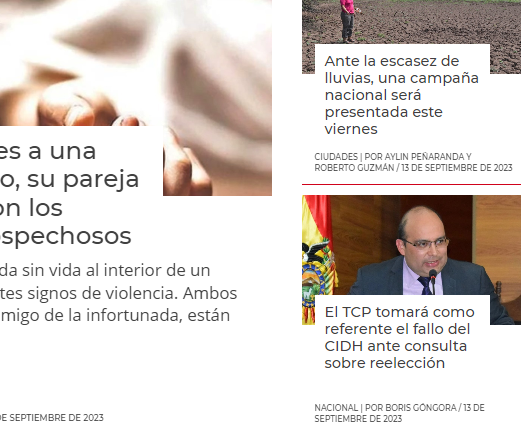 es a una
o, su pareja
on los
ospechosos
da sin vida al interior de un
tes signos de violencia. Ambos
migo de la infortunada, están
DE SEPTIEMBRE DE 2023
Ante la escasez de
lluvias, una campaña
nacional será
presentada este
viernes
CIUDADES | POR AYLIN PEÑARANDA Y
ROBERTO GUZMÁN / 13 DE SEPTIEMBRE DE 2023
El TCP tomará como
referente el fallo del
CIDH ante consulta
sobre reelección
NACIONAL | POR BORIS GÓNGORA / 13 DE
SEPTIEMBRE DE 2023